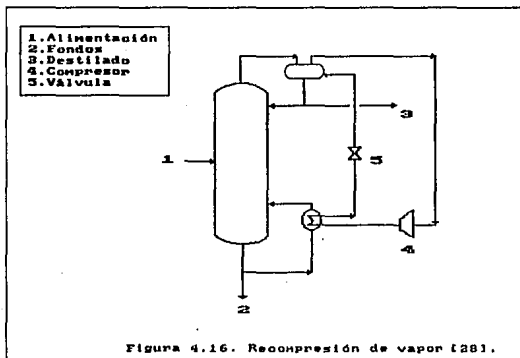 1.Alimentación
2.Fondos
3.Destilado
4.Compresor
5.Válvula
3
1
5
4
2
Figura 4.16. Recompresión de vapor [28].